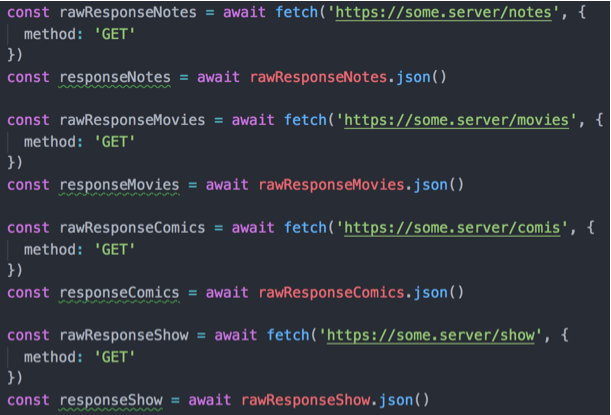 const rawResponseNotes = await fetch('https://some.server/notes', {
  method: 'GET'
})
const responseNotes = await rawResponseNotes.json()

const rawResponseMovies = await fetch('https://some.server/movies', {
  method: 'GET'
})
const responseMovies = await rawResponseMovies.json()

const rawResponseComics = await fetch('https://some.server/comis', {
  method: 'GET'
})
const responseComics = await rawResponseComics.json()

const rawResponseShow = await fetch('https://some.server/show', {
  method: 'GET'
})
const responseShow = await rawResponseShow.json()